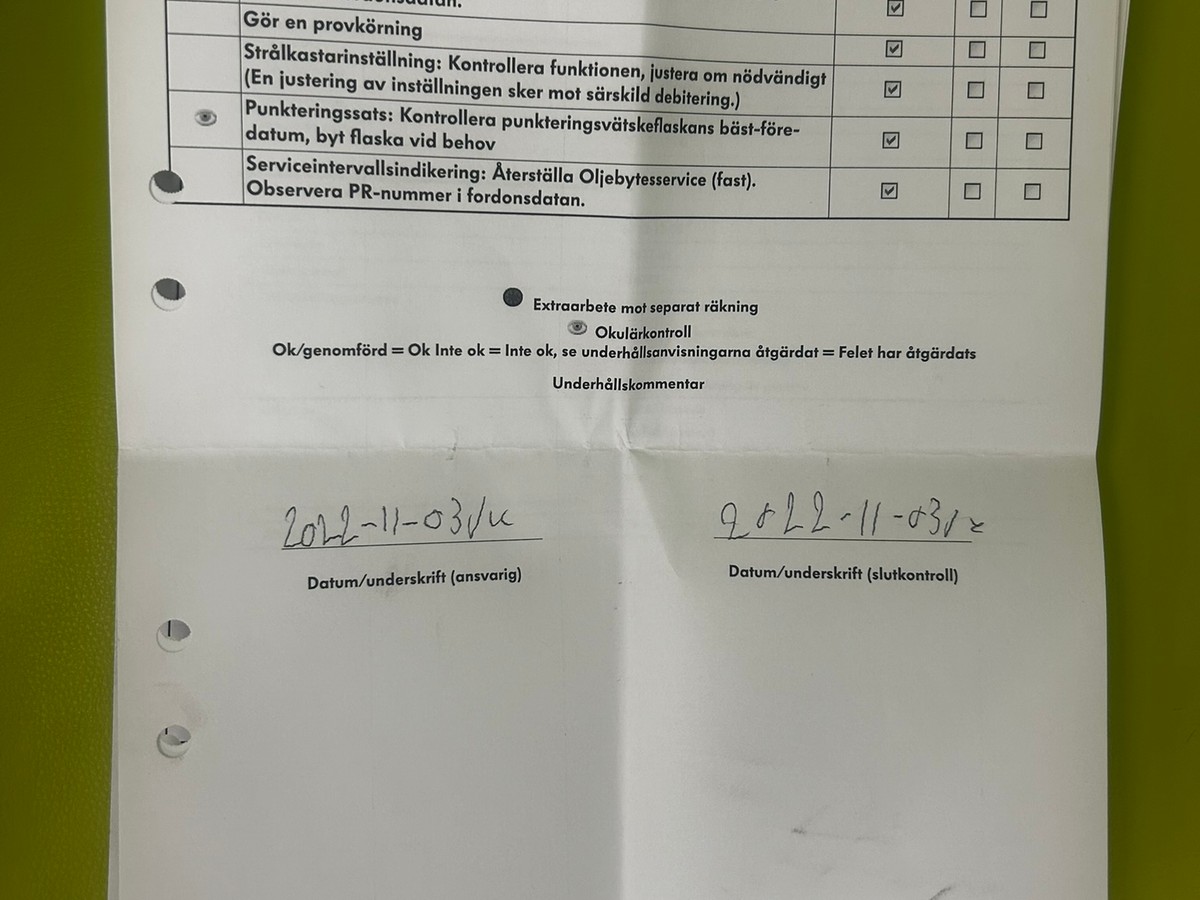 Gör en provkörning
Strålkastarinställning: Kontrollera funktionen, justera om nödvändigt
(En justering av inställningen sker mot särskild debitering.)
Punkteringssats: Kontrollera punkteringsvätskeflaskans bäst-före-
datum, byt flaska vid behov
Serviceintervallsindikering: Återställa Oljebytesservice (fast).
Observera PR-nummer i fordonsdatan.
Extraarbete mot separat räkning
Okulärkontroll
Ok/genomförd = Ok Inte ok = Inte ok, se underhållsanvisningarna åtgärdat = Felet har åtgärdats
Underhållskommentar
2022-11-03
2022-11-03
Datum/underskrift (ansvarig)
Datum/underskrift (slutkontroll)